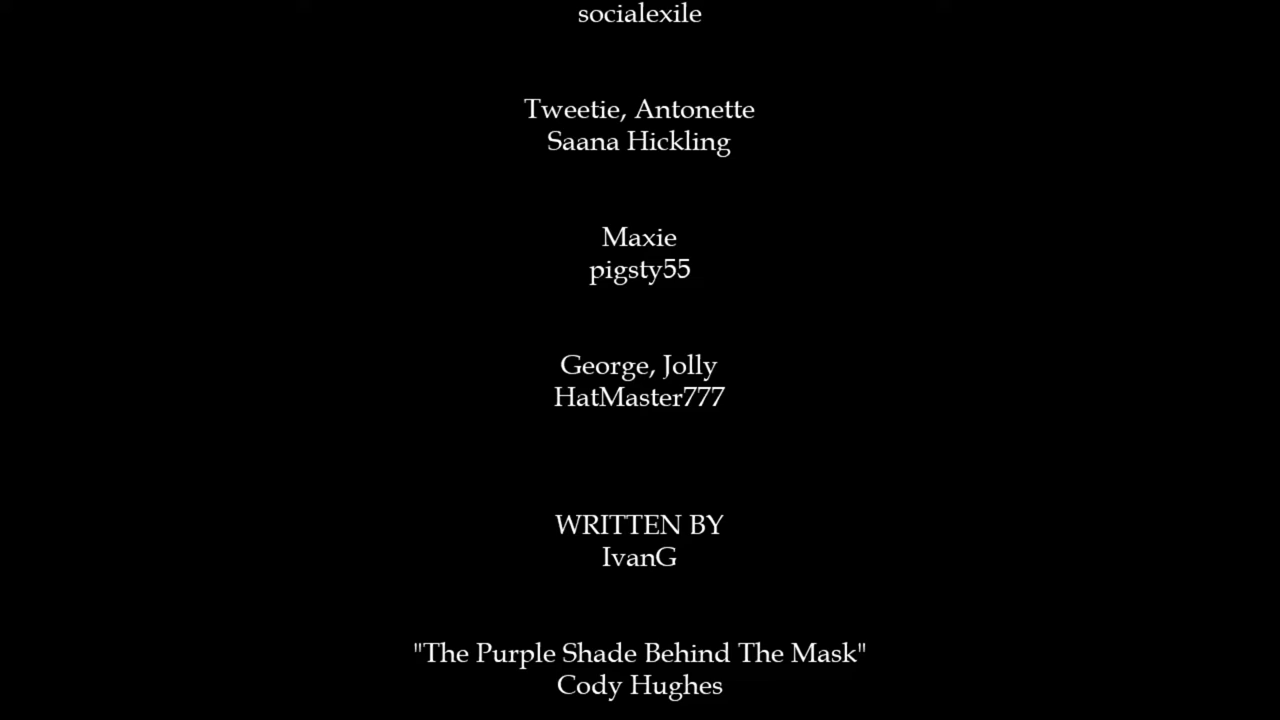 socialexile
Tweetie, Antonette
Saana Hickling
Maxie
pigsty55
George, Jolly
HatMaster777
WRITTEN BY
IvanG
"The Purple Shade Behind The Mask"
Cody Hughes